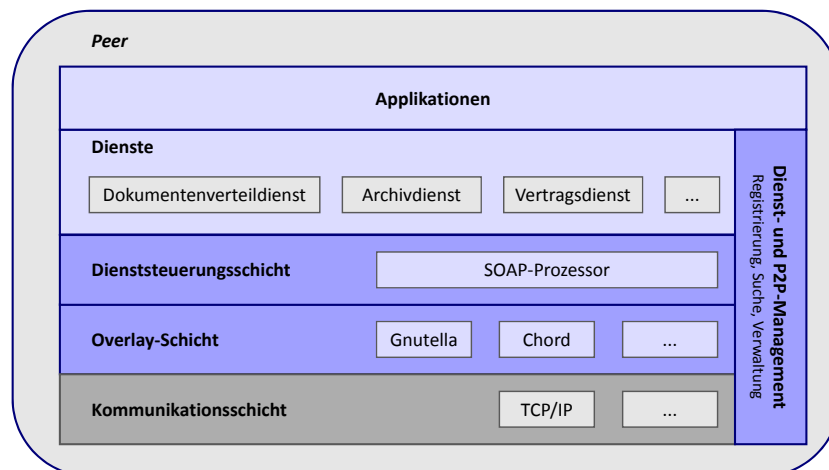 Peer
Applikationen
Dienste
Dokumentenverteildienst
Archivdienst
Vertragsdienst
...
Dienststeuerungsschicht
SOAP-Prozessor
Overlay-Schicht
Gnutella
Chord
...
Kommunikationsschicht
TCP/IP
...
Dienst- und P2P-Management
Registrierung, Suche, Verwaltung